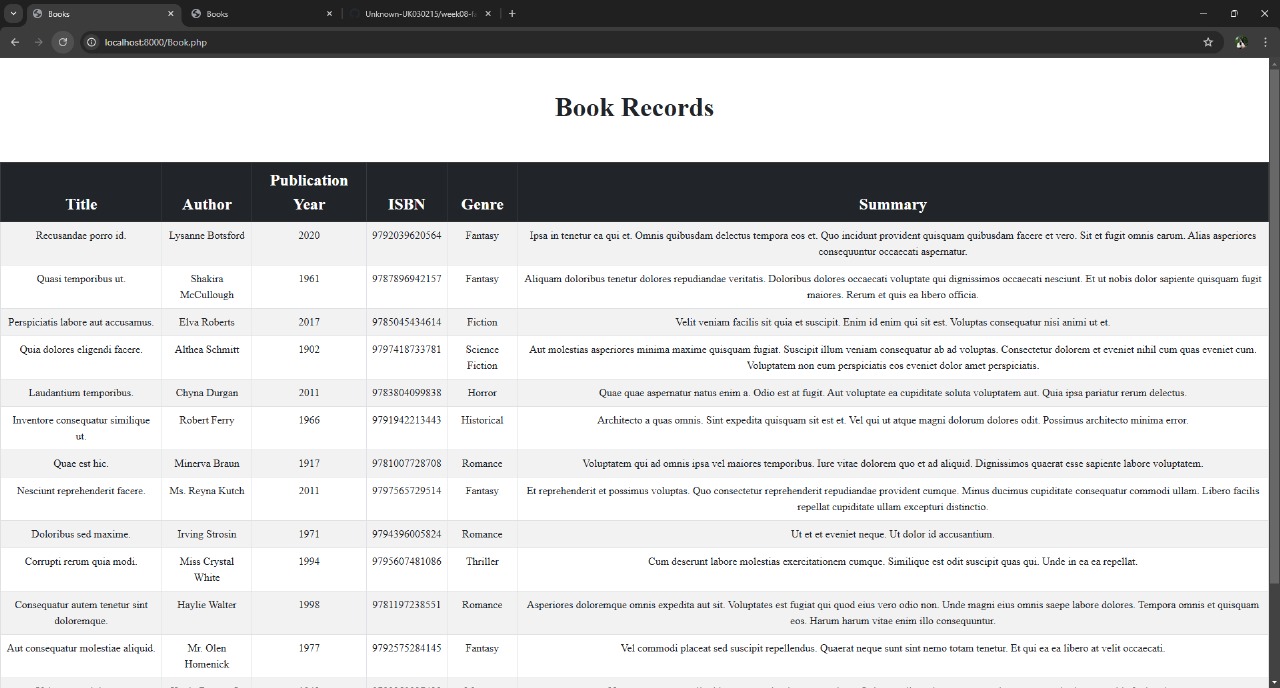 Books
Books
Unknown-UK030215/week08-
localhost:8000/Book.php
Book Records
Title Author Publication Year ISBN Genre Summary
Recusandae porro id. Lysanne Botsford 2020 9792039620564 Fantasy Ipsa in tenetur ea qui et. Omnis quibusdam delectus tempora eos et. Quo incidunt provident quisquam quibusdam facere et vero. Sit et fugit omnis earum. Alias asperiores
consequuntur occaecati aspernatur.
Quasi temporibus ut. Shakira 1961 9787896942157 Fantasy Aliquam doloribus tenetur dolores repudiandae veritatis. Doloribus dolores occaecati voluptate qui dignissimos occaecati nesciunt. Et ut nobis dolor sapiente quisquam fugit
McCullough maiores. Rerum et quis ea libero officia.
Perspiciatis labore aut accusamus. Elva Roberts 2017 9785045434614 Fiction Velit veniam facilis sit quia et suscipit. Enim id enim qui sit est. Voluptas consequatur nisi animi ut et.
Quia dolores eligendi facere. Althea Schmitt 1902 9797418733781 Science Aut molestias asperiores minima maxime quisquam fugiat. Suscipit illum veniam consequatur ab ad voluptas. Consectetur dolorem et eveniet nihil cum quas eveniet cum.
Fiction Voluptatem non eum perspiciatis eos eveniet dolor amet perspiciatis.
Laudantium temporibus. Chyna Durgan 2011 9783804099838 Horror Quae quae aspernatur natus enim a. Odio est at fugit. Aut voluptate ea cupiditate soluta voluptatem aut. Quia ipsa pariatur rerum delectus.
Inventore consequatur similique Robert Ferry 1966 9791942213443 Historical Architecto a quas omnis. Sint expedita quisquam sit est et. Vel qui ut atque magni dolorum dolores odit. Possimus architecto minima error.
ut.
Quae est hic. Minerva Braun 1917 9781007728708 Romance Voluptatem qui ad omnis ipsa vel maiores temporibus. Iure vitae dolorem quo et ad aliquid. Dignissimos quaerat esse sapiente labore voluptatem.
Nesciunt reprehenderit facere. Ms. Reyna Kutch 2011 9797565729514 Fantasy Et reprehenderit et possimus voluptas. Quo consectetur reprehenderit repudiandae provident cumque. Minus ducimus cupiditate consequatur commodi ullam. Libero facilis
repellat cupiditate ullam excepturi distinctio.
Doloribus sed maxime. Irving Strosin 1971 9794396005824 Romance Ut et et eveniet neque. Ut dolor id accusantium.
Corrupti rerum quia modi. Miss Crystal 1994 9795607481086 Thriller Cum deserunt labore molestias exercitationem cumque. Similique est odit suscipit quas qui. Unde in ea ea repellat.
White
Consequatur autem tenetur sint Haylie Walter 1998 9781197238551 Romance Asperiores doloremque omnis expedita aut sit. Voluptates est fugiat qui quod eius vero odio non. Unde magni eius omnis saepe labore dolores. Tempora omnis et quisquam
doloremque. eos. Harum harum vitae enim illo consequuntur.
Aut consequatur molestiae aliquid. Mr. Olen 1977 9792575284145 Fantasy Vel commodi placeat sed suscipit repellendus. Quaerat neque sunt sint nemo totam tenetur. Et qui ea ea libero at velit occaecati.
Homenick